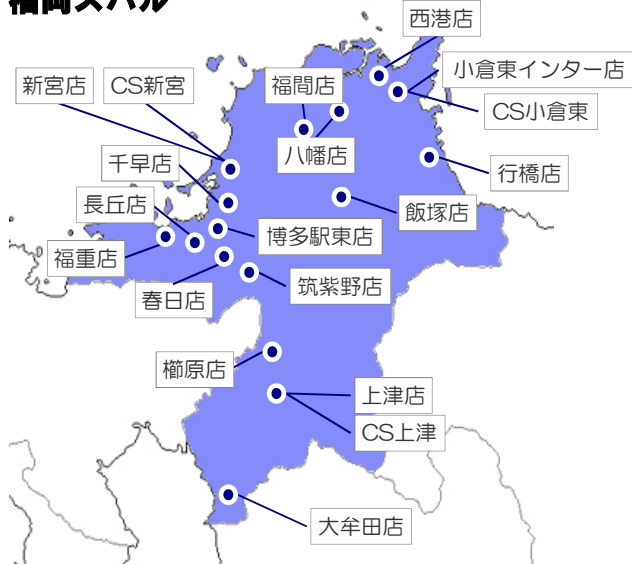 福岡スバル
西港店
小倉東インター店
新宮店
CS新宮
福間店
CS小倉東
八幡店
千早店
行橋店
長丘店
飯塚店
博多駅東店
福重店
春日店
筑紫野店
櫛原店
上津店
CS上津
大牟田店